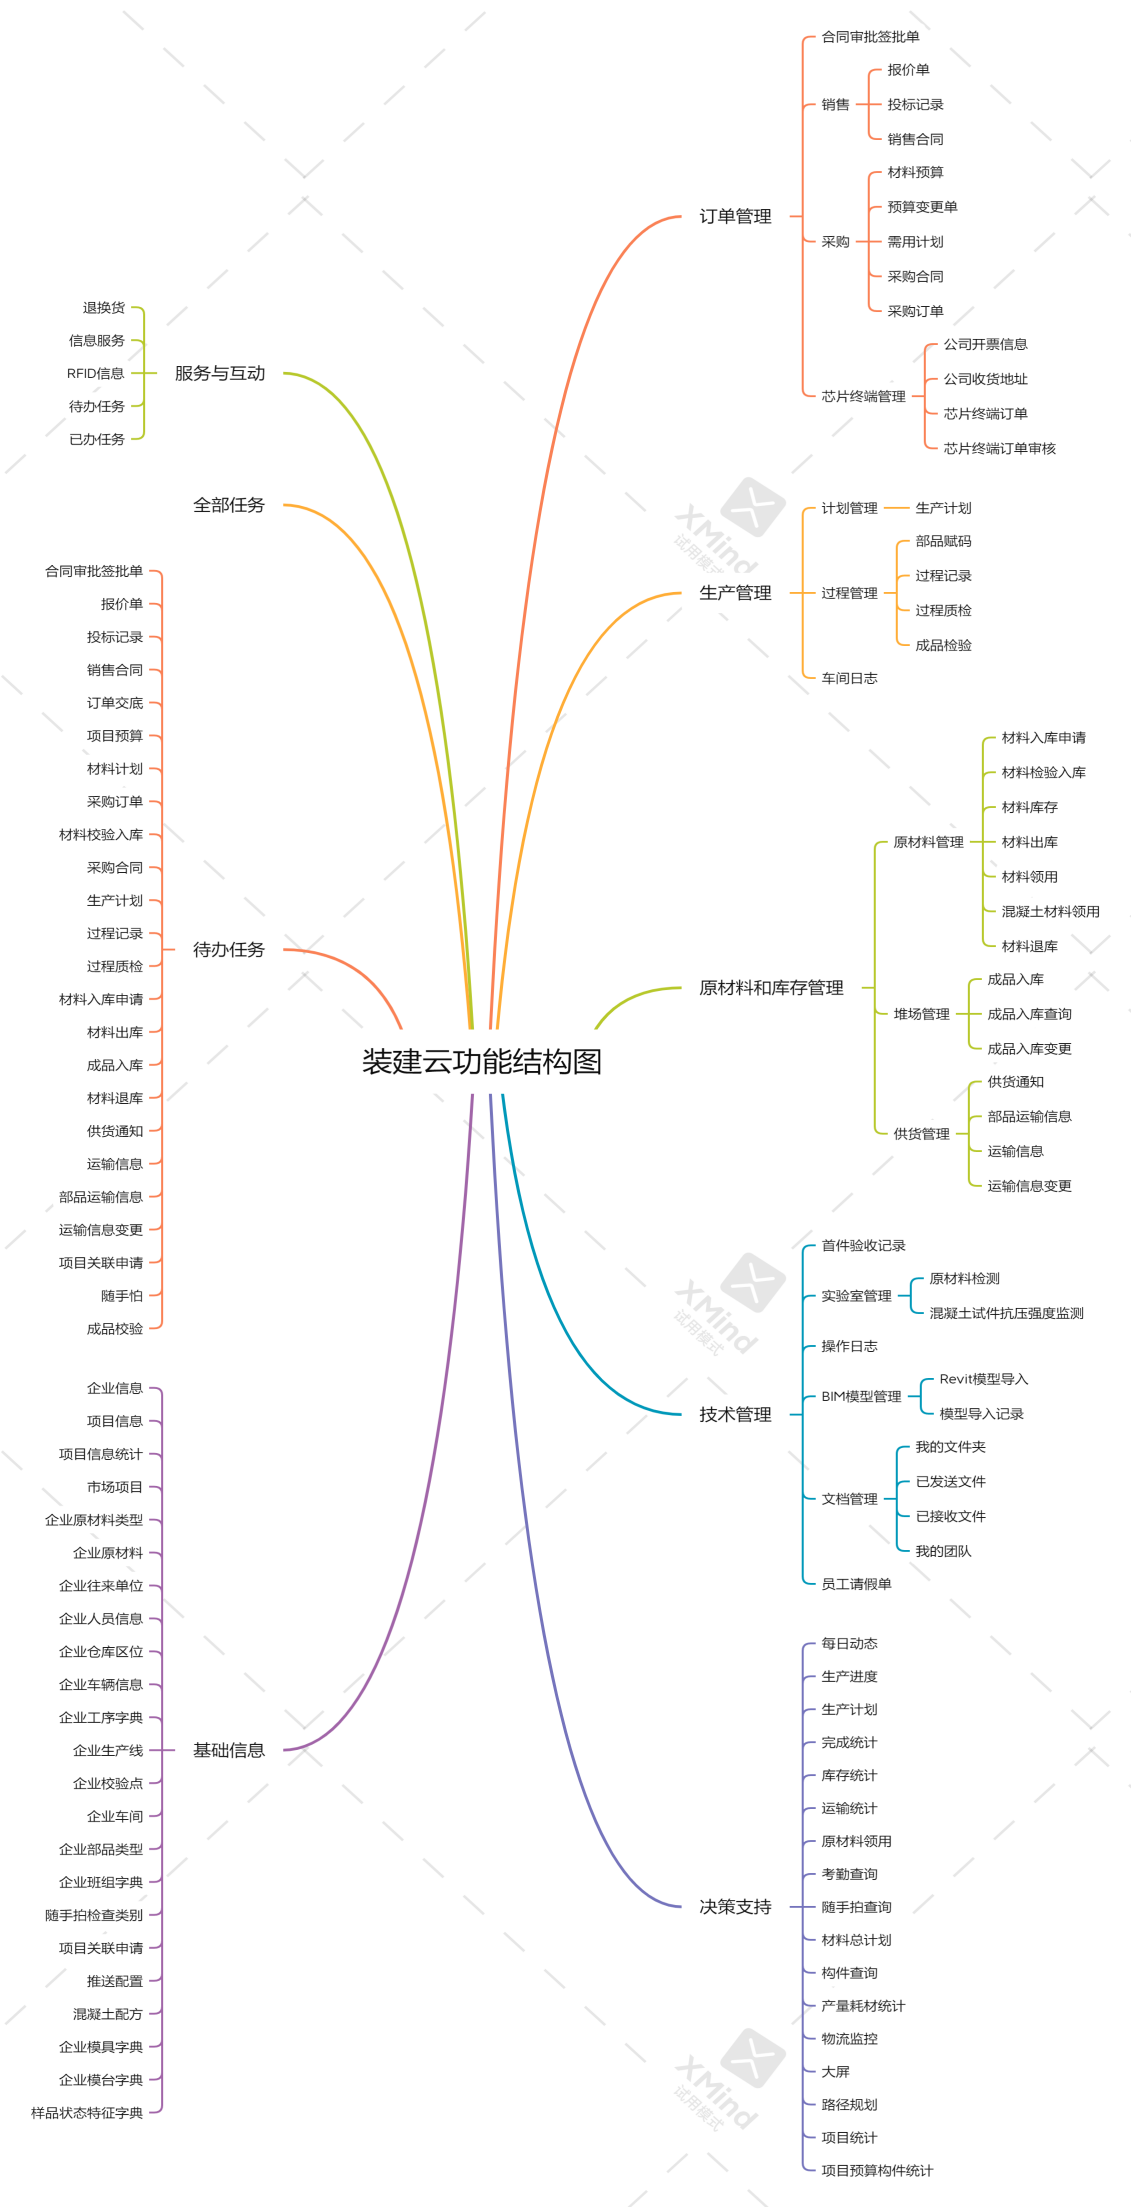 装建云功能结构图
订单管理
合同审批签批单
销售
报价单
投标记录
销售合同
采购
材料预算
预算变更单
需用计划
采购合同
采购订单
芯片终端管理
公司开票信息
公司收货地址
芯片终端订单
芯片终端订单审核
生产管理
计划管理
生产计划
过程管理
部品赋码
过程记录
过程质检
成品检验
车间日志
原材料和库存管理
原材料管理
材料入库申请
材料检验入库
材料库存
材料出库
材料领用
混凝土材料领用
材料退库
堆场管理
成品入库
成品入库查询
成品入库变更
供货管理
供货通知
部品运输信息
运输信息
运输信息变更
技术管理
首件验收记录
实验室管理
原材料检测
混凝土试件抗压强度监测
操作日志
BIM模型管理
Revit模型导入
模型导入记录
文档管理
我的文件夹
已发送文件
已接收文件
我的团队
员工请假单
决策支持
每日动态
生产进度
生产计划
完成统计
库存统计
运输统计
原材料领用
考勤查询
随手拍查询
材料总计划
构件查询
产量耗材统计
物流监控
大屏
路径规划
项目统计
项目预算构件统计
服务与互动
退换货
信息服务
RFID信息
待办任务
已办任务
全部任务
待办任务
合同审批签批单
报价单
投标记录
销售合同
订单交底
项目预算
材料计划
采购订单
材料校验入库
采购合同
生产计划
过程记录
过程质检
材料入库申请
材料出库
成品入库
材料退库
供货通知
运输信息
部品运输信息
运输信息变更
项目关联申请
随手怕
成品校验
基础信息
企业信息
项目信息
项目信息统计
市场项目
企业原材料类型
企业原材料
企业往来单位
企业人员信息
企业仓库区位
企业车辆信息
企业工序字典
企业生产线
企业校验点
企业车间
企业部品类型
企业班组字典
随手拍检查类别
项目关联申请
推送配置
混凝土配方
企业模具字典
企业模台字典
样品状态特征字典
XMind
试用模式
XMind
试用模式
XMind
试用模式